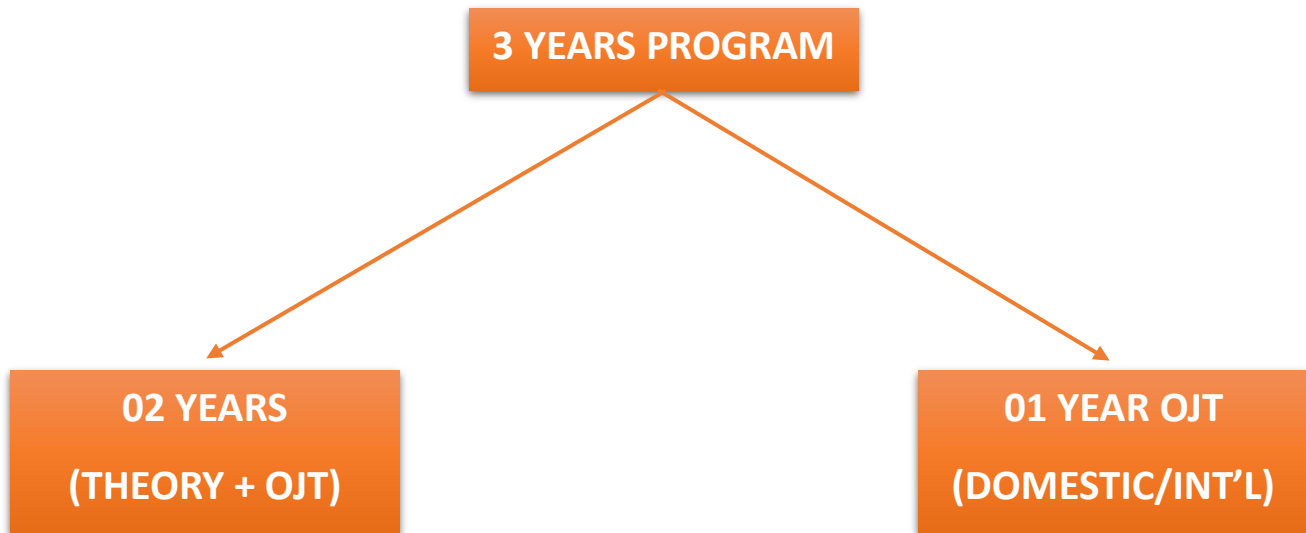 3 YEARS PROGRAM
02 YEARS
(THEORY + OJT)
01 YEAR OJT
(DOMESTIC/INT’L)